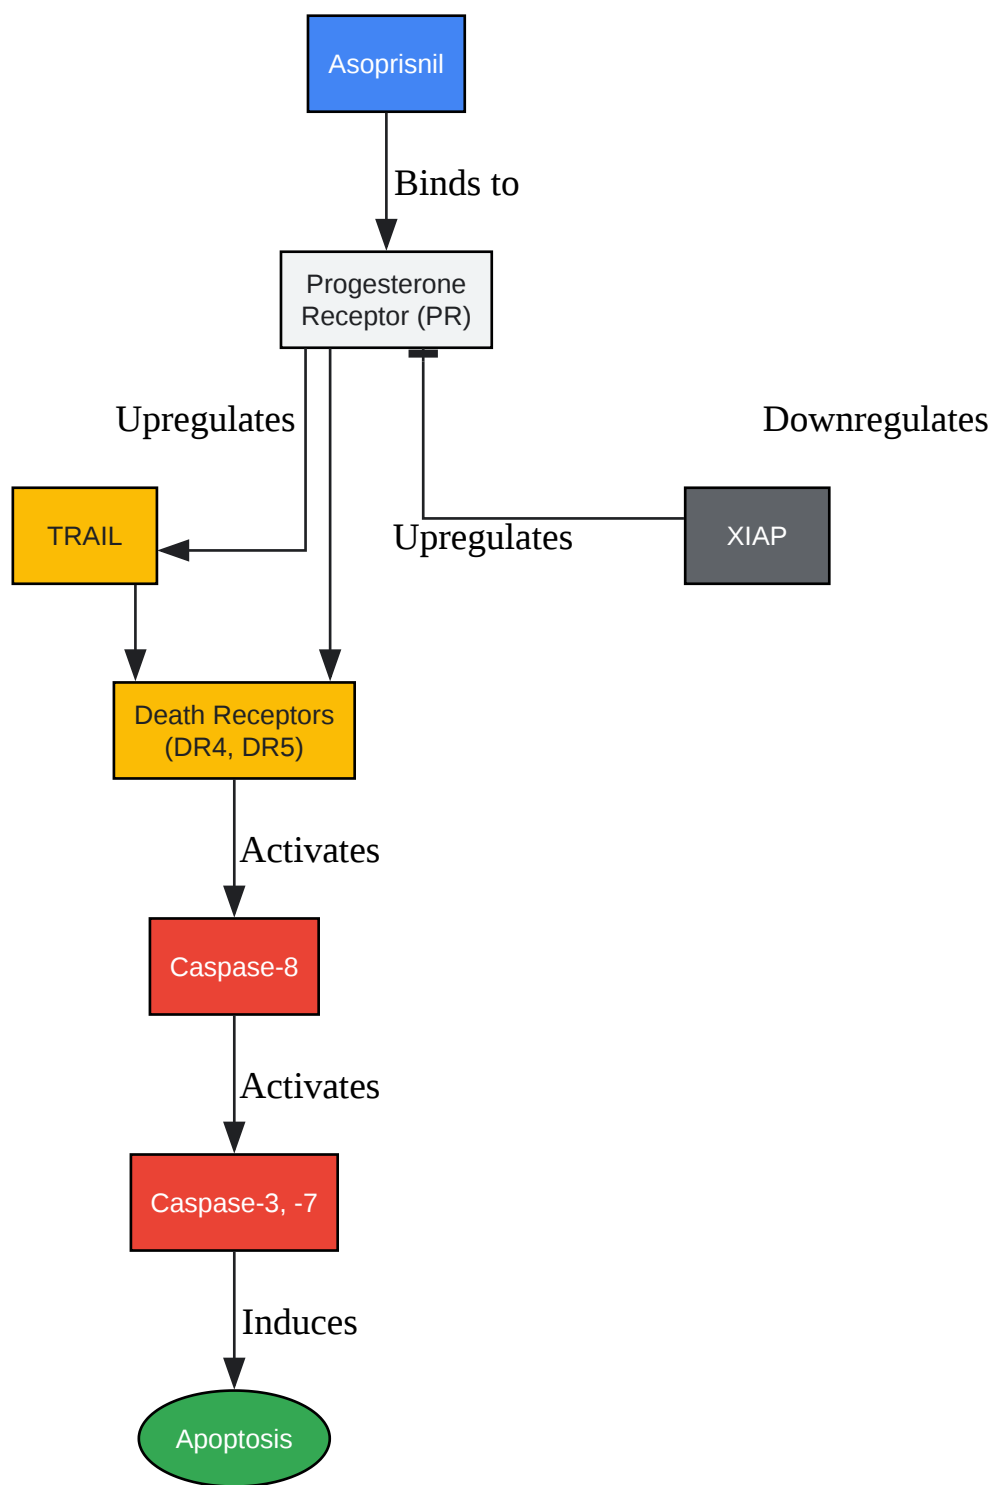 Asoprisnil
Binds to
Progesterone
Receptor (PR)
Upregulates
Downregulates
TRAIL
Upregulates
XIAP
Death Receptors
(DR4, DR5)
Activates
Caspase-8
Activates
Caspase-3, -7
Induces
Apoptosis